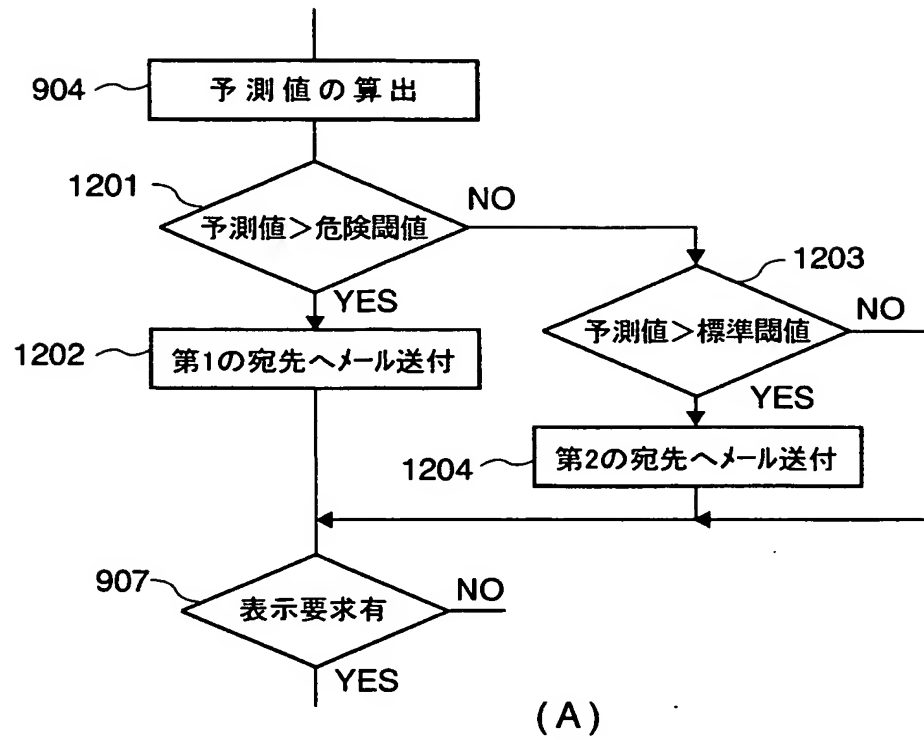 904
予測値の算出
1201
予測値>危険閾値
NO
YES
1203
予測値>標準閾値
NO
YES
1202
第1の宛先へメール送付
1204
第2の宛先へメール送付
907
表示要求有
NO
YES
(A)